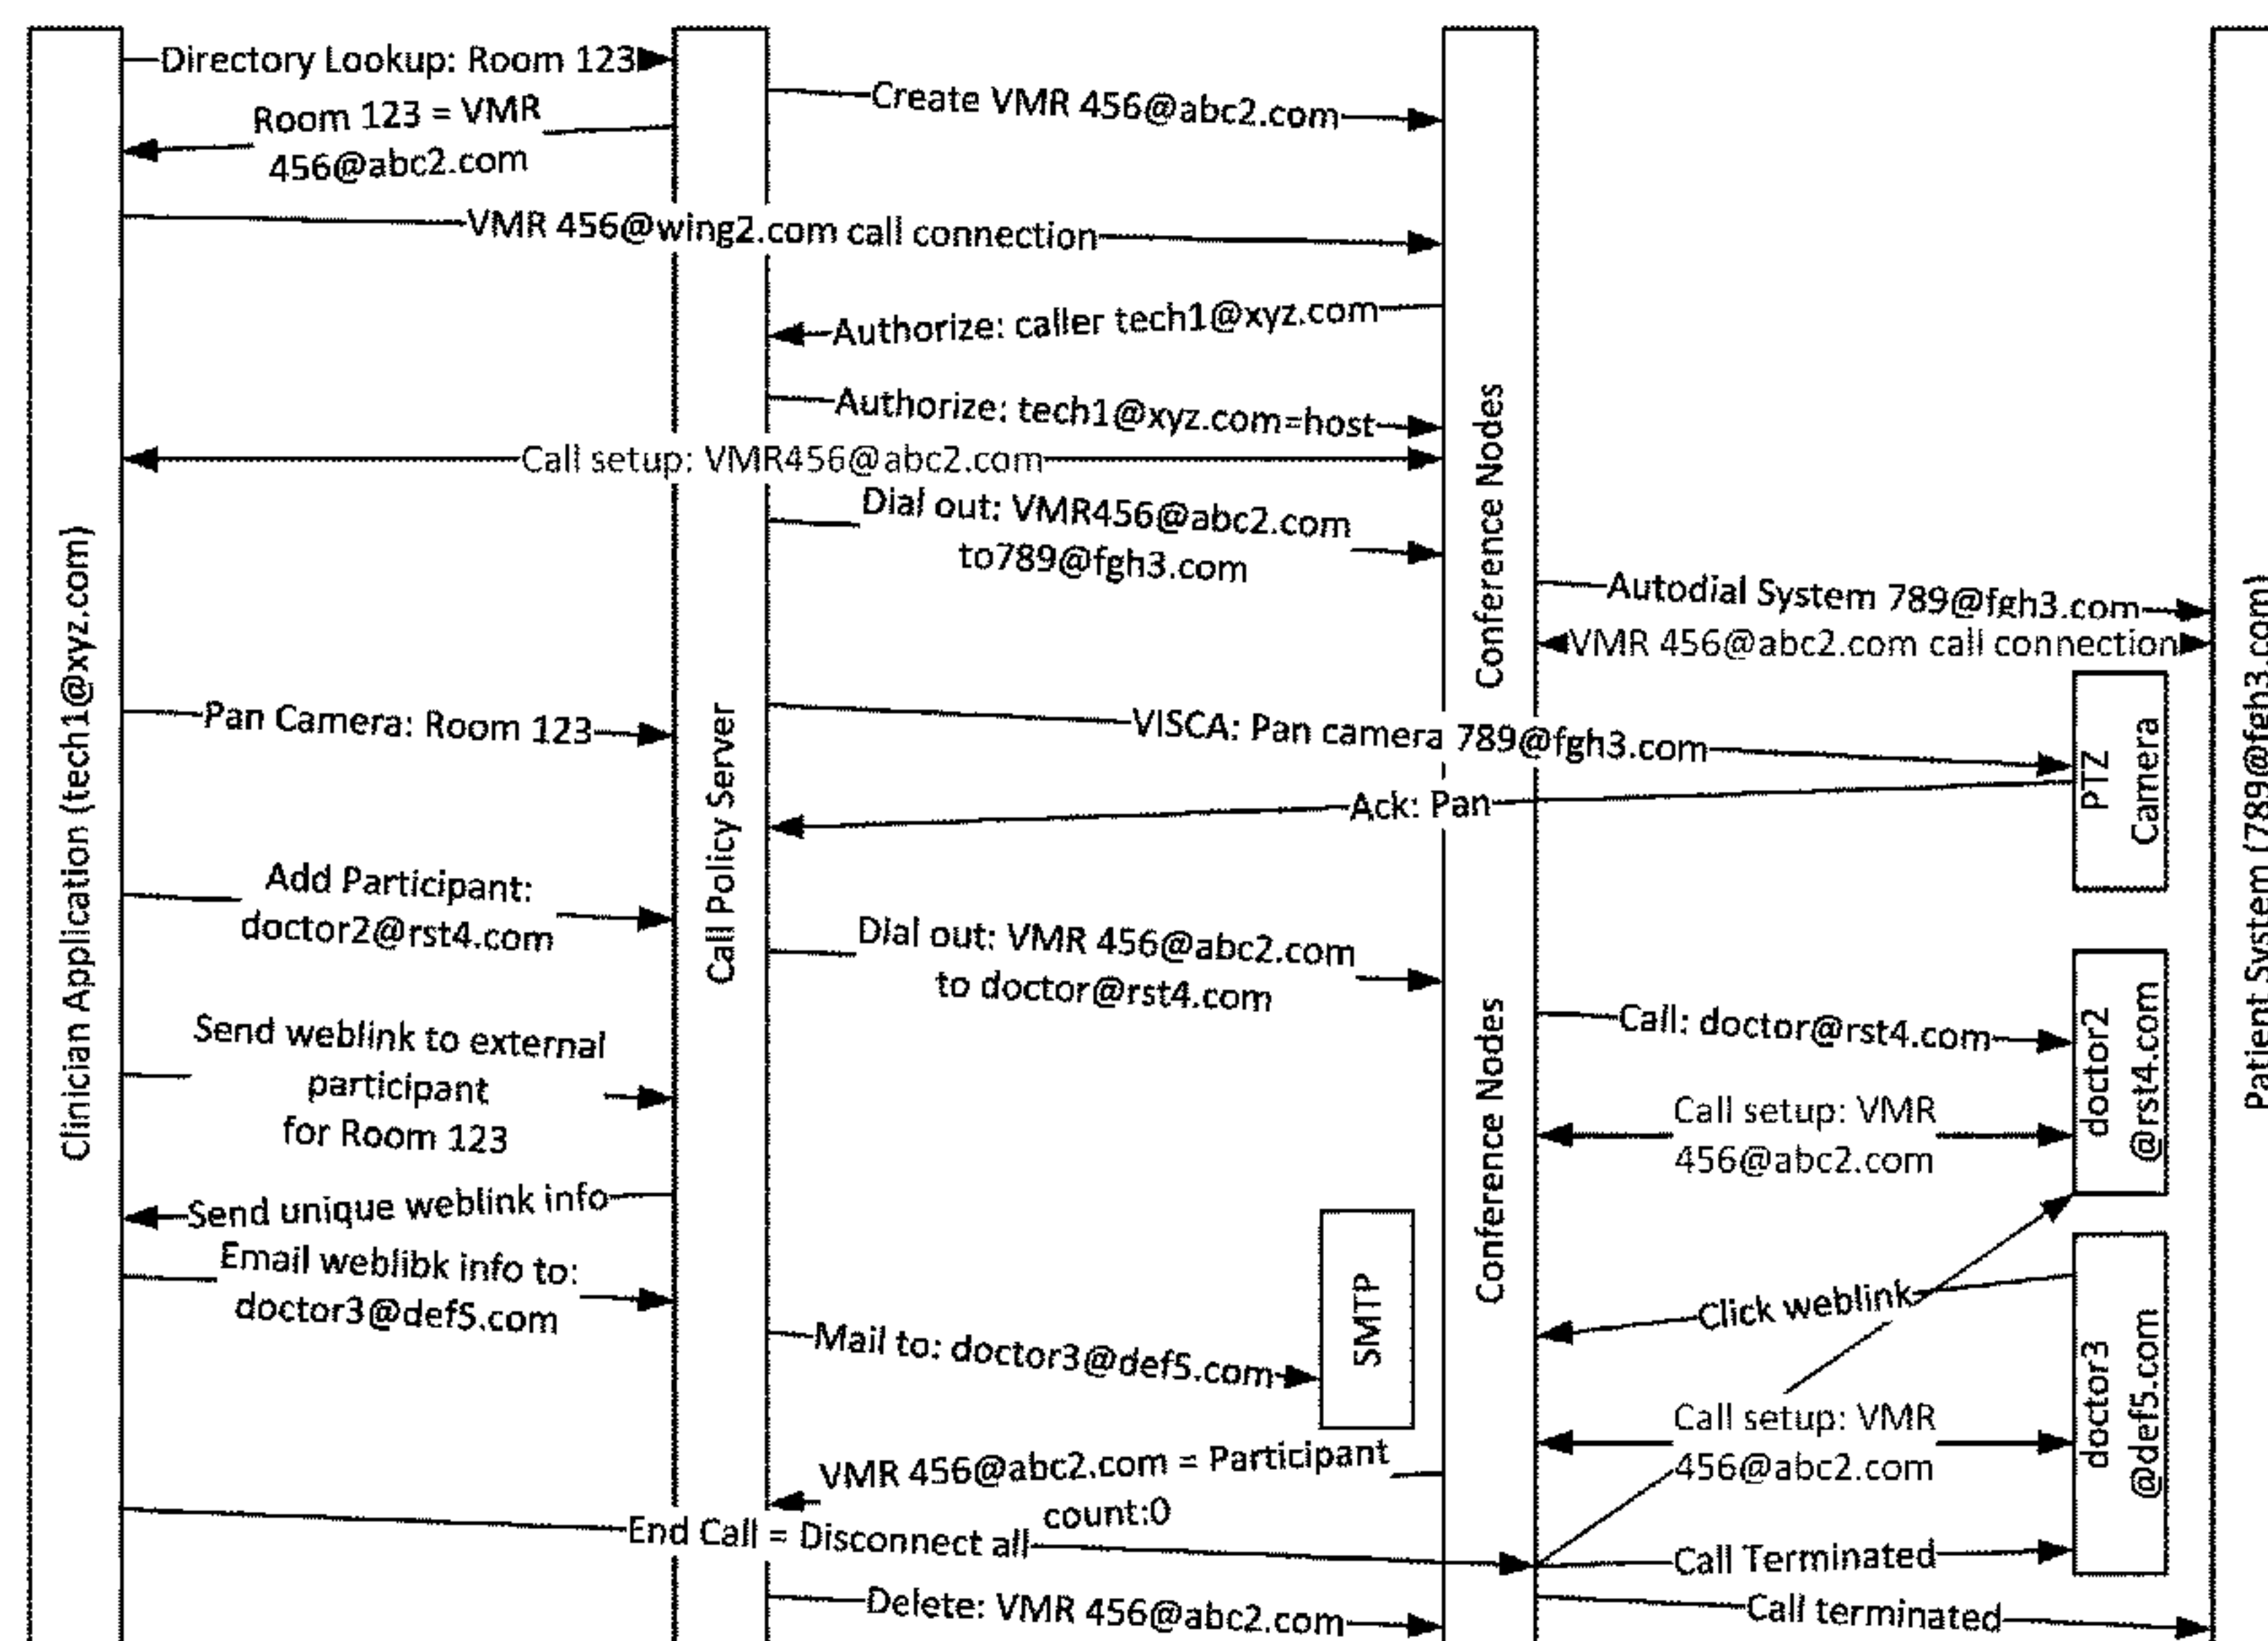 Directory Lookup: Room 123
Create VMR 456@abc2.com
Room 123 = VMR
456@abc2.com
VMR 456@wing2.com call connection
Authorize: caller tech1@xyz.com
Authorize: tech1@xyz.com=host
Call setup: VMR456@abc2.com
Dial out: VMR456@abc2.com
to789@fgh3.com
Autodial System 789@fgh3.com
VMR 456@abc2.com call connection
Pan Camera: Room 123
VISCA: Pan camera 789@fgh3.com
Ack: Pan
PTZ
Camera
Add Participant:
doctor2@rst4.com
Dial out: VMR 456@abc2.com
to doctor@rst4.com
Call: doctor@rst4.com
Send weblink to external
participant
for Room 123
Call setup: VMR
456@abc2.com
doctor2
@rst4.com
Send unique weblink info
Email weblibk info to:
doctor3@def5.com
Mail to: doctor3@def5.com
SMTP
Click weblink
Call setup: VMR
456@abc2.com
doctor3
@def5.com
VMR 456@abc2.com = Participant
count:0
End Call = Disconnect all
Call Terminated
Delete: VMR 456@abc2.com
Call terminated
Clinician Application (tech1@xyz.com)
Call Policy Server
Conference Nodes
Conference Nodes
Patient System (789@fgh3.com)